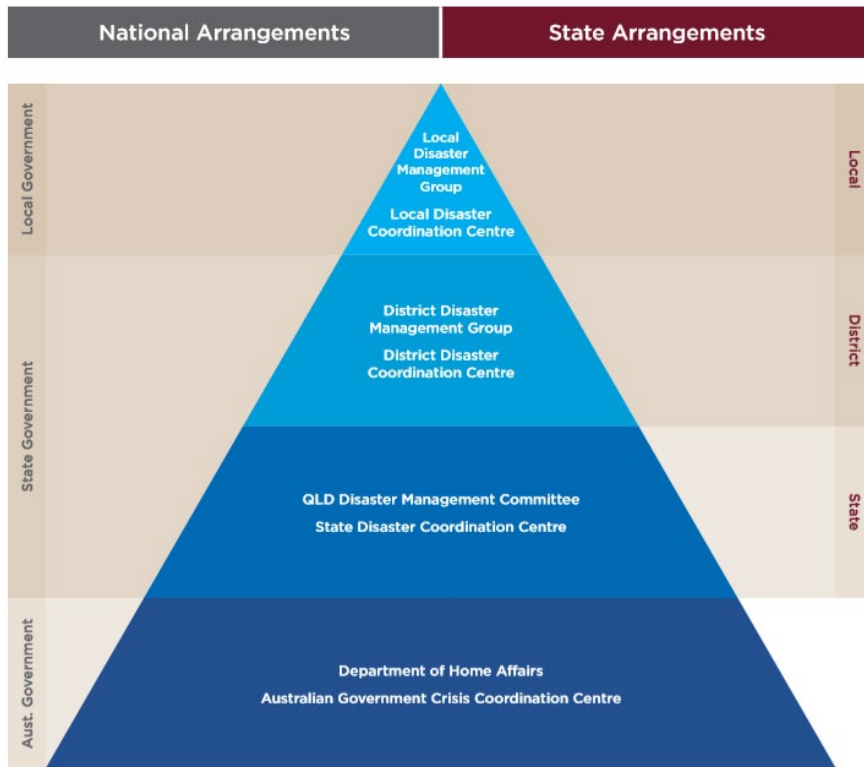 National Arrangements
State Arrangements
Local Government
Local
Disaster
Management
Group
Local Disaster
Coordination Centre
Local
State Government
District Disaster
Management Group
District Disaster
Coordination Centre
District
QLD Disaster Management Committee
State Disaster Coordination Centre
State
Aust. Government
Department of Home Affairs
Australian Government Crisis Coordination Centre